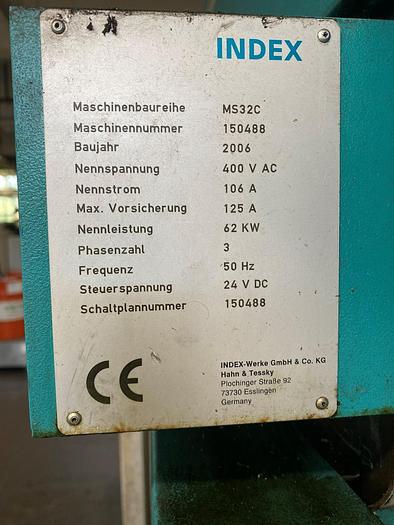 INDEX
Maschinenbaureihe MS32C
Maschinennummer 150488
Baujahr 2006
Nennspannung 400 V AC
Nennstrom 106 A
Max. Vorsicherung 125 A
Nennleistung 62 KW
Phasenzahl 3
Frequenz 50 Hz
Steuerspannung 24 V DC
Schaltplannummer 150488
CE
INDEX-Werke GmbH & Co. KG
Hahn & Tessky
Plochinger Straße 92
73730 Esslingen
Germany